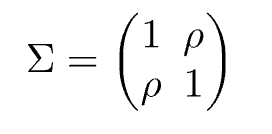 Σ = (1 ρ
ρ 1)